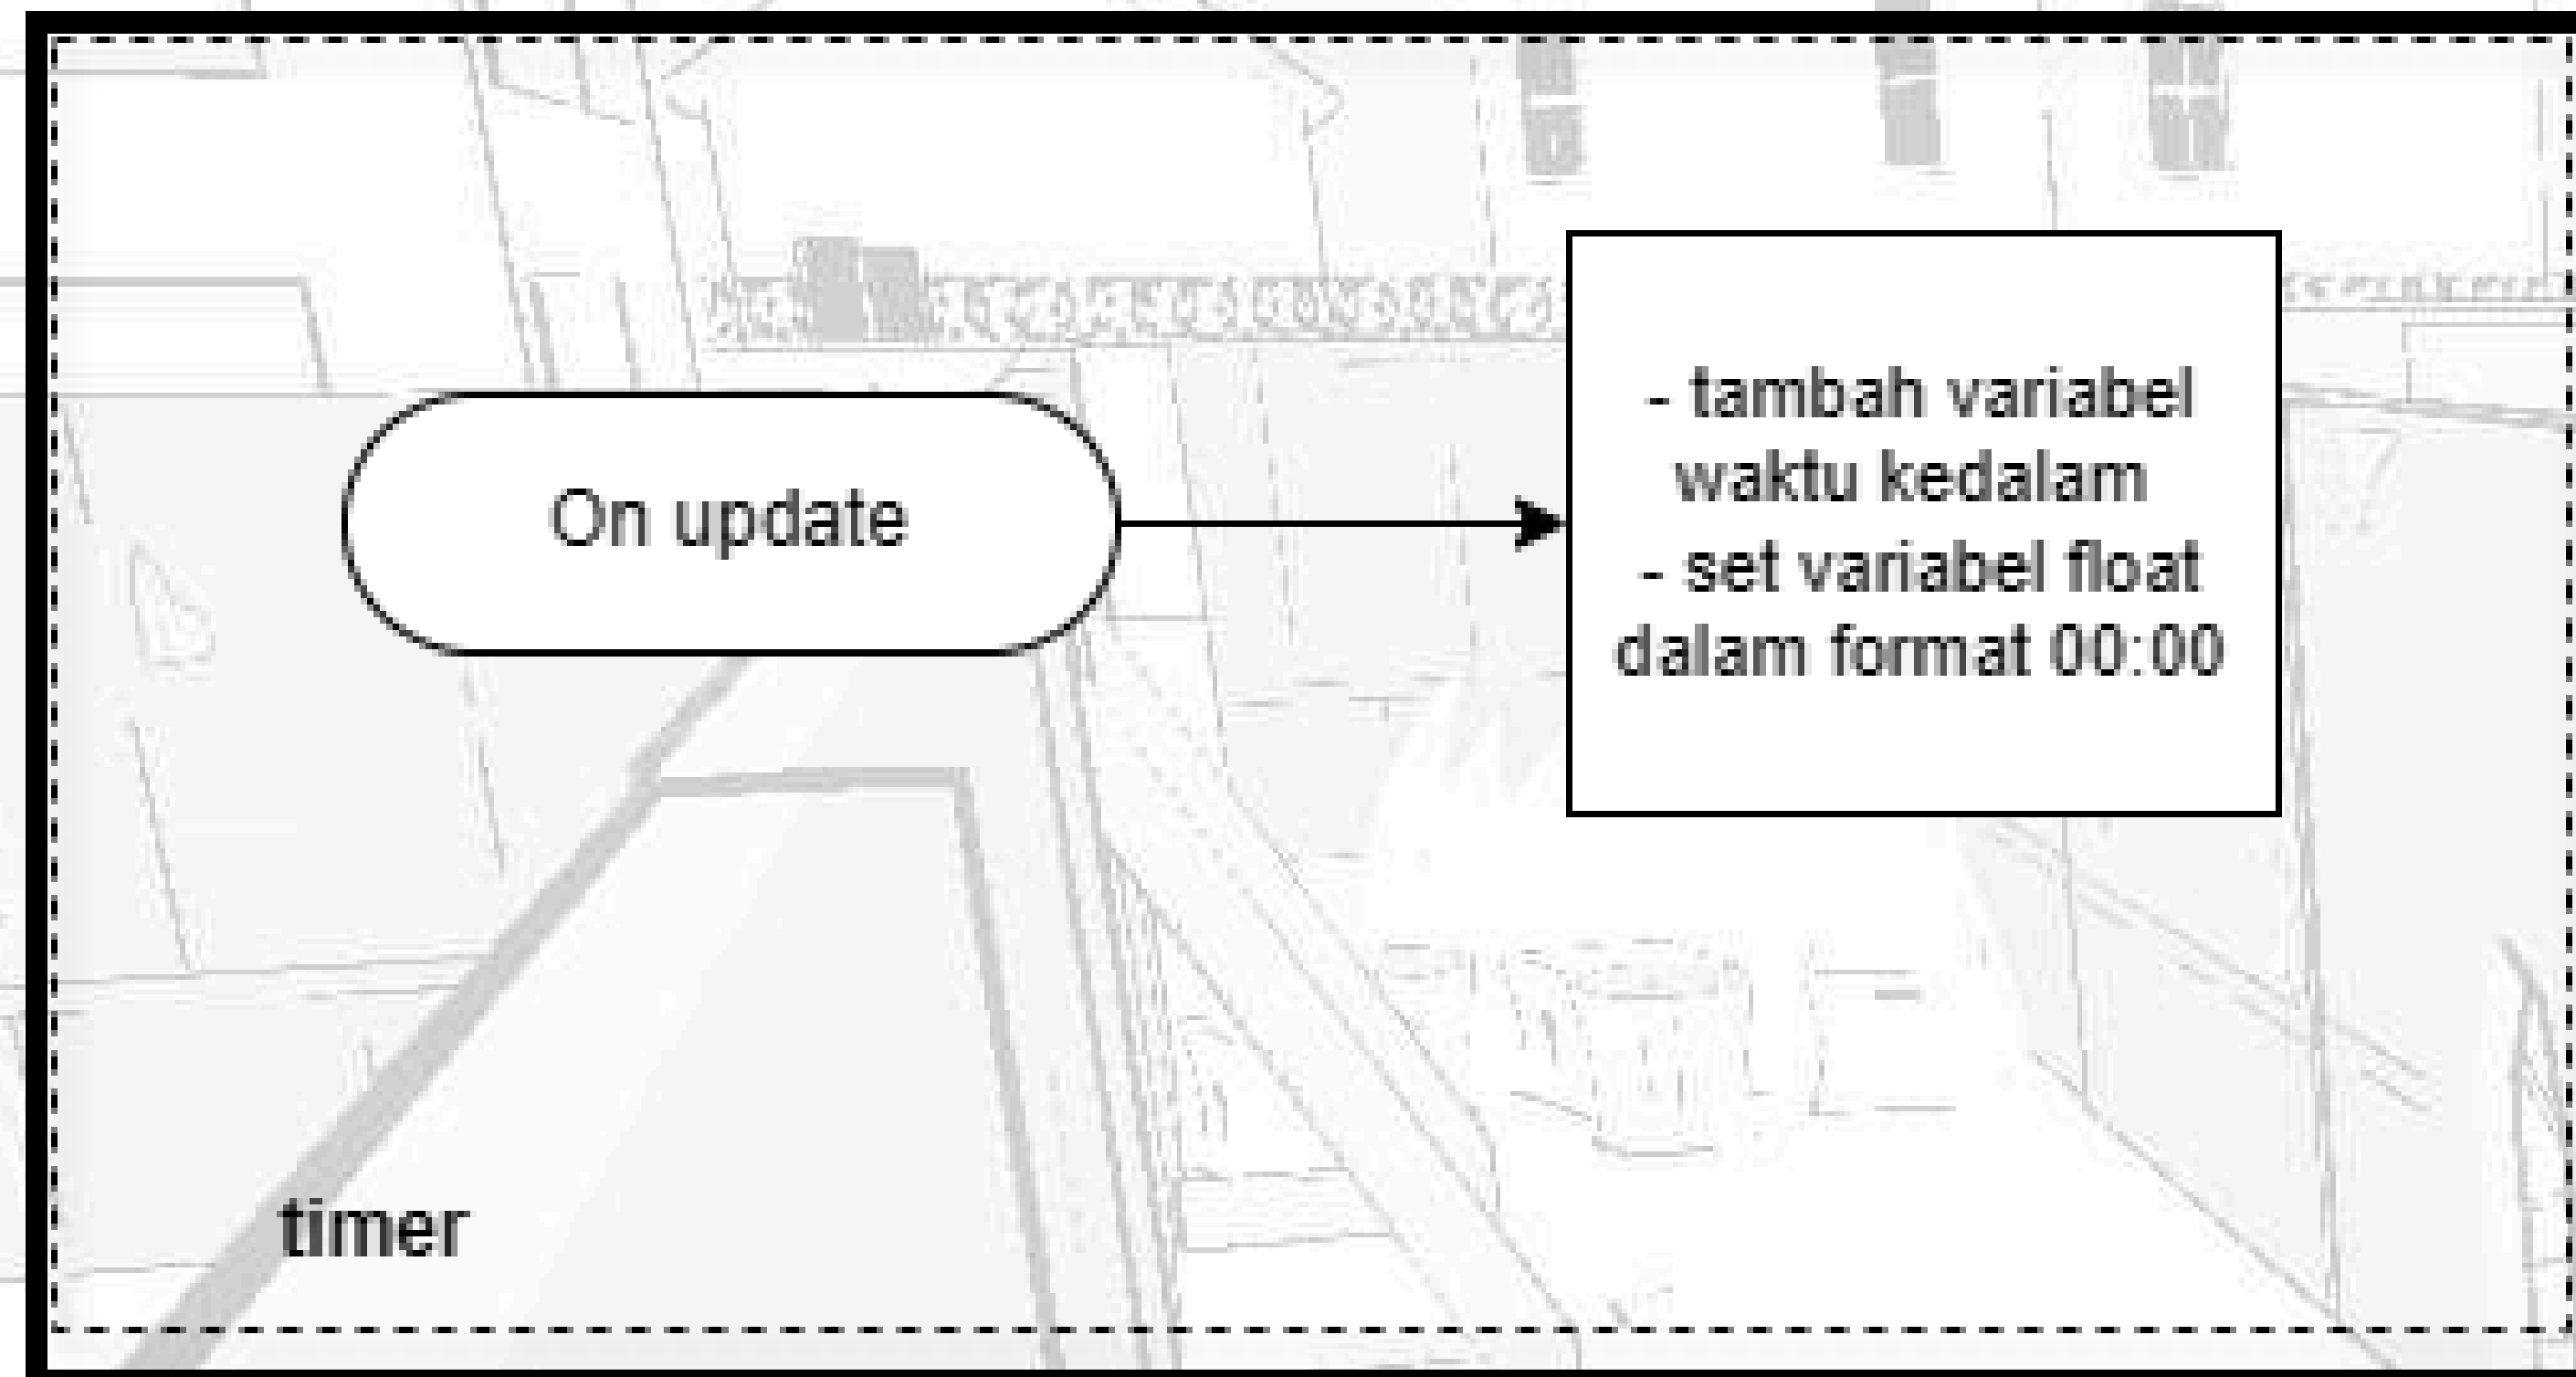 On update
- tambah variabel
waktu kedalam
- set variabel float
dalam format 00:00
timer